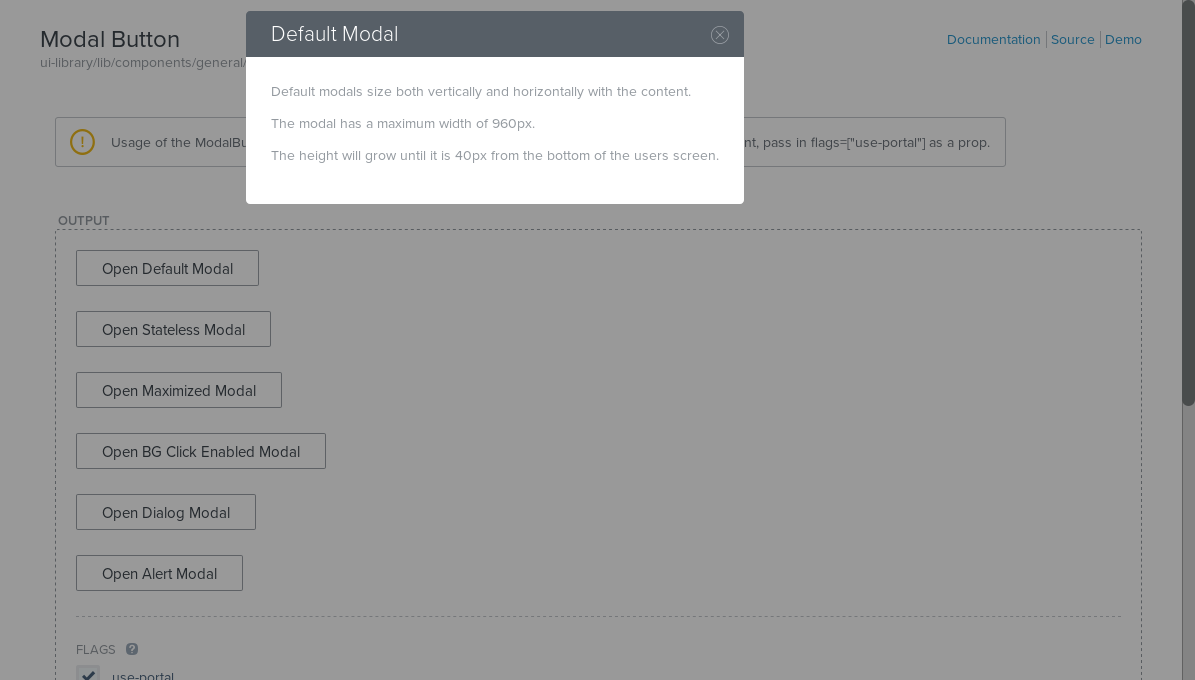 Modal Button
ui-library/lib/components/general/
Documentation
Source
Demo
Default Modal
Default modals size both vertically and horizontally with the content.
The modal has a maximum width of 960px.
The height will grow until it is 40px from the bottom of the users screen.
Usage of the ModalBu
nt, pass in flags=["use-portal"] as a prop.
OUTPUT
Open Default Modal
Open Stateless Modal
Open Maximized Modal
Open BG Click Enabled Modal
Open Dialog Modal
Open Alert Modal
FLAGS ?
use-portal